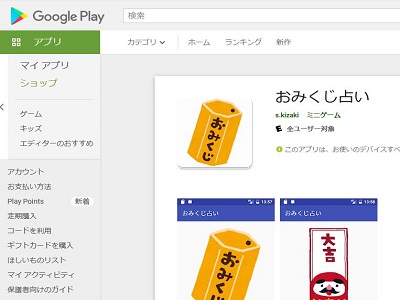 Google Play
検索
アプリ
カテゴリ
ホーム
ランキング
新作
マイ アプリ
ショップ
ゲーム
キッズ
エディターのおすすめ
アカウント
お支払い方法
Play Points
新着
定期購入
コードを利用
ギフトカードを購入
ほしいものリスト
マイ アクティビティ
保護者向けのガイド
おみくじ
おみくじ占い
s.kizaki
ミニゲーム
E
全ユーザー対象
このアプリは、お使いのデバイスすべ
10:57
おみくじ占い
おみくじ
10:58
おみくじ占い
大吉